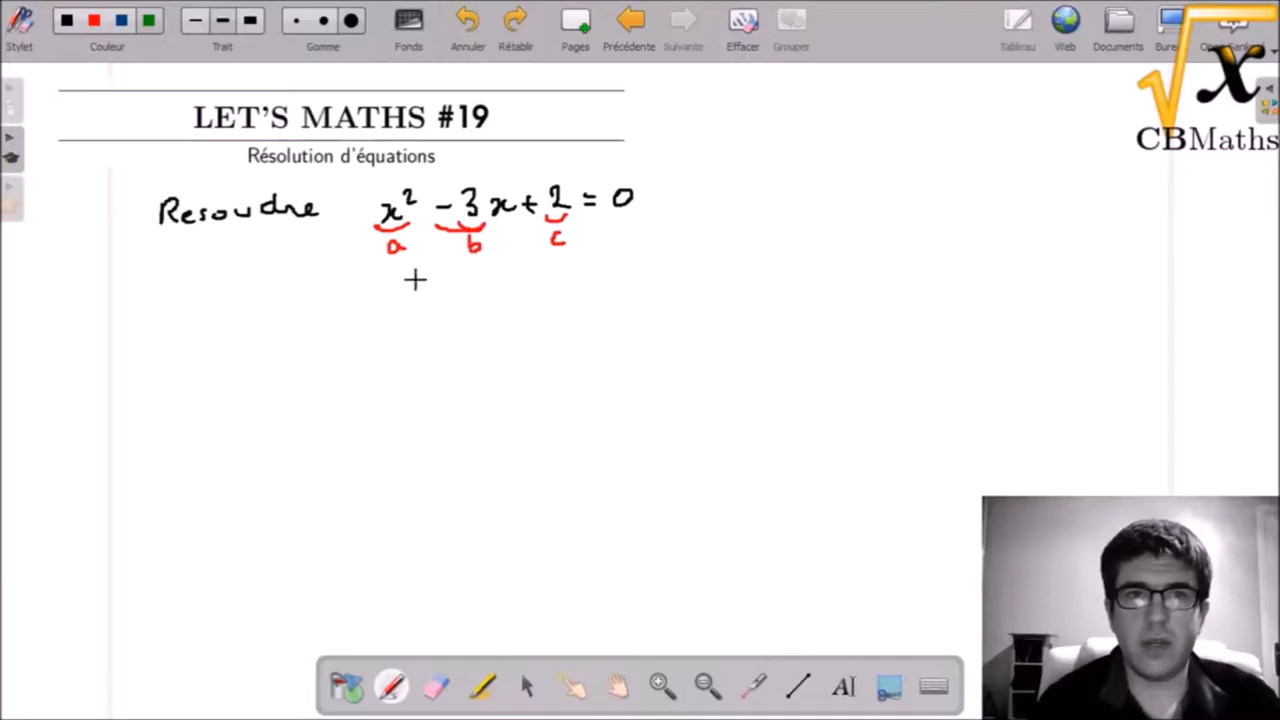 Stylet Couleur Trait Gomme Fonds Annuler Rétablir Pages Précédente Suivante Effacer Grouper Tableau Web Documents
√x
CBMaths
LET'S MATHS #19
Résolution d'équations
Resoudre x² - 3x + 2 = 0
a b c
AI